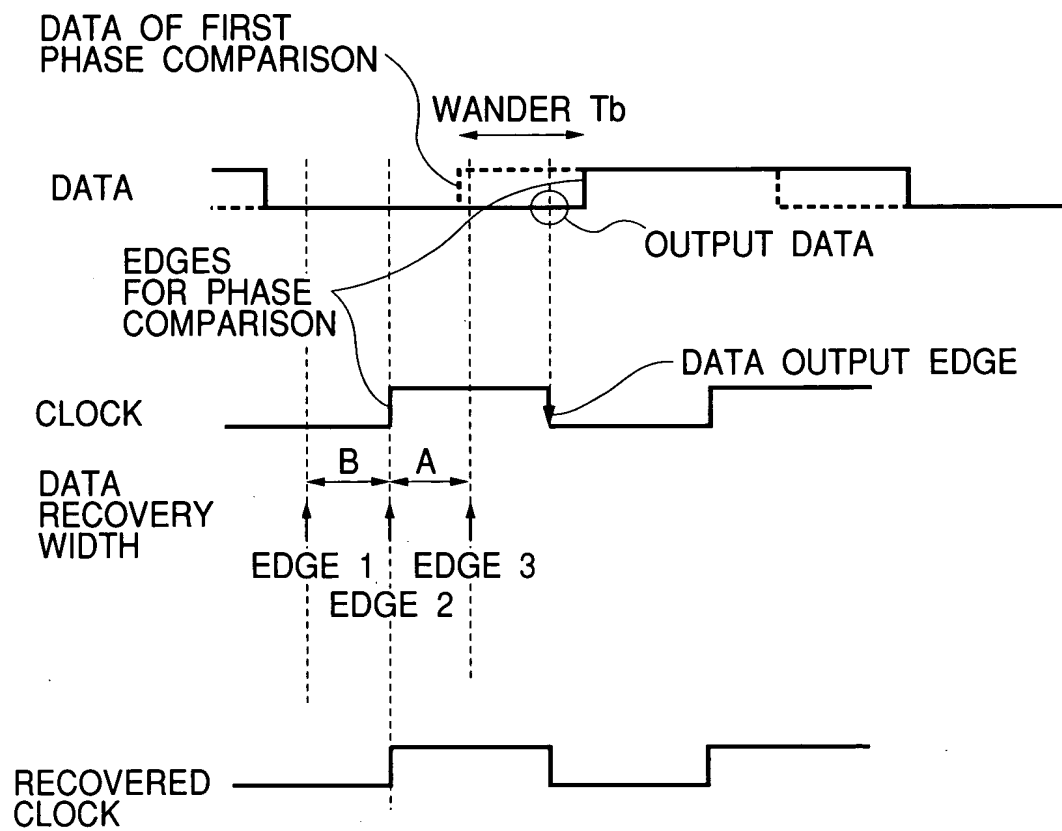 DATA OF FIRST
PHASE COMPARISON
WANDER Tb
DATA
OUTPUT DATA
EDGES
FOR PHASE
COMPARISON
DATA OUTPUT EDGE
CLOCK
B
A
DATA
RECOVERY
WIDTH
EDGE 1
EDGE 3
EDGE 2
RECOVERED
CLOCK